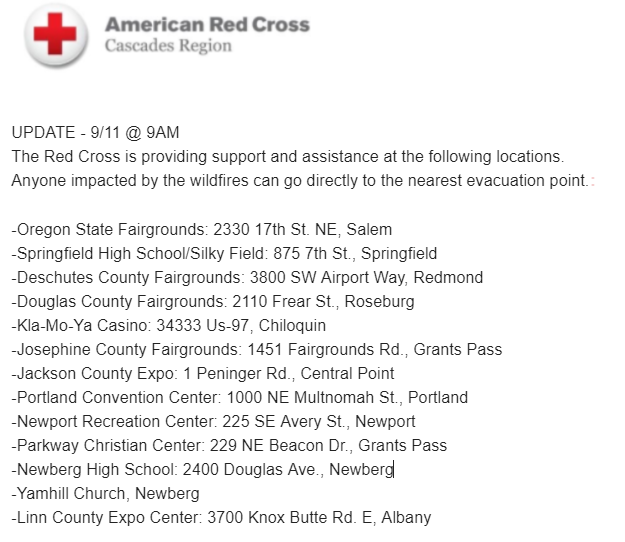 American Red Cross
Cascades Region
UPDATE - 9/11 @ 9AM
The Red Cross is providing support and assistance at the following locations.
Anyone impacted by the wildfires can go directly to the nearest evacuation point.:
-Oregon State Fairgrounds: 2330 17th St. NE, Salem
-Springfield High School/Silky Field: 875 7th St., Springfield
-Deschutes County Fairgrounds: 3800 SW Airport Way, Redmond
-Douglas County Fairgrounds: 2110 Frear St., Roseburg
-Kla-Mo-Ya Casino: 34333 Us-97, Chiloquin
-Josephine County Fairgrounds: 1451 Fairgrounds Rd., Grants Pass
-Jackson County Expo: 1 Peninger Rd., Central Point
-Portland Convention Center: 1000 NE Multnomah St., Portland
-Newport Recreation Center: 225 SE Avery St., Newport
-Parkway Christian Center: 229 NE Beacon Dr., Grants Pass
-Newberg High School: 2400 Douglas Ave., Newberg
-Yamhill Church, Newberg
-Linn County Expo Center: 3700 Knox Butte Rd. E, Albany